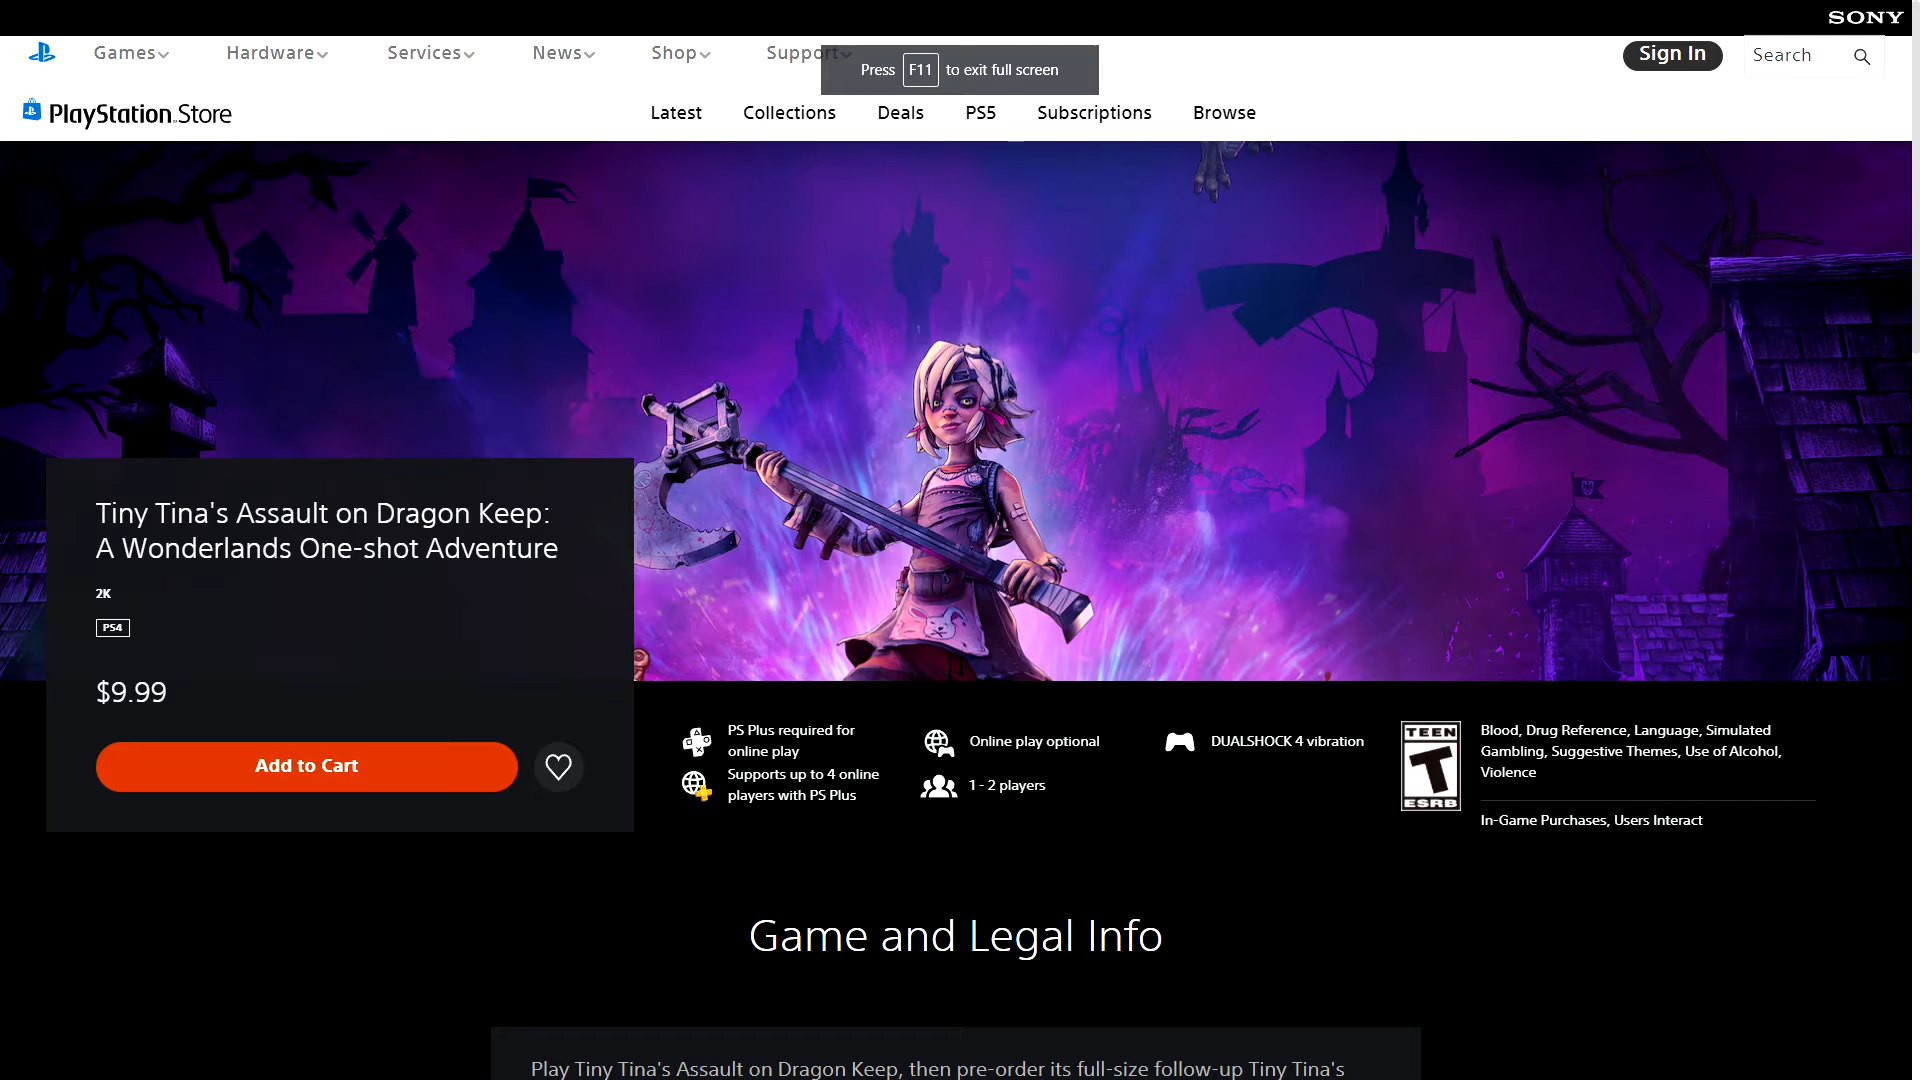 SONY
Games
Hardware
Services
News
Shop
Support
Press F11 to exit full screen
Sign In
Search
PlayStation Store
Latest
Collections
Deals
PS5
Subscriptions
Browse
Tiny Tina's Assault on Dragon Keep:
A Wonderlands One-shot Adventure
2K
PS4
$9.99
Add to Cart
PS Plus required for
online play
Supports up to 4 online
players with PS Plus
Online play optional
1 - 2 players
DUALSHOCK 4 vibration
TEEN
T
ESRB
Blood, Drug Reference, Language, Simulated
Gambling, Suggestive Themes, Use of Alcohol,
Violence
In-Game Purchases, Users Interact
Game and Legal Info
Play Tiny Tina's Assault on Dragon Keep, then pre-order its full-size follow-up Tiny Tina's